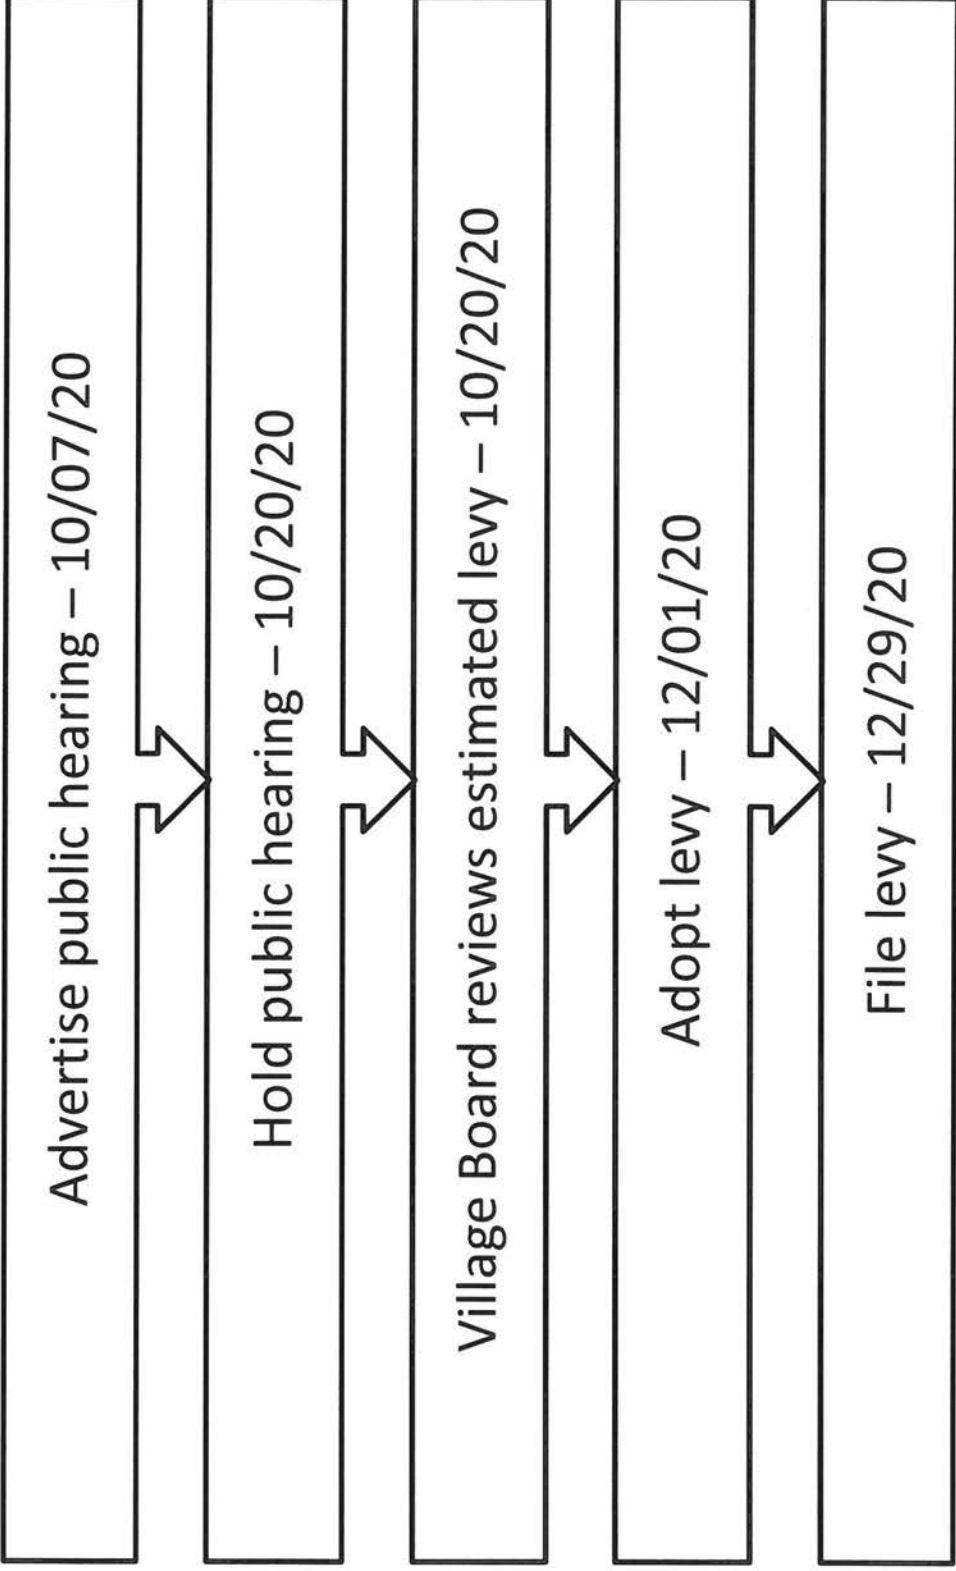 Advertise public hearing – 10/07/20
Hold public hearing – 10/20/20
Village Board reviews estimated levy – 10/20/20
Adopt levy – 12/01/20
File levy – 12/29/20